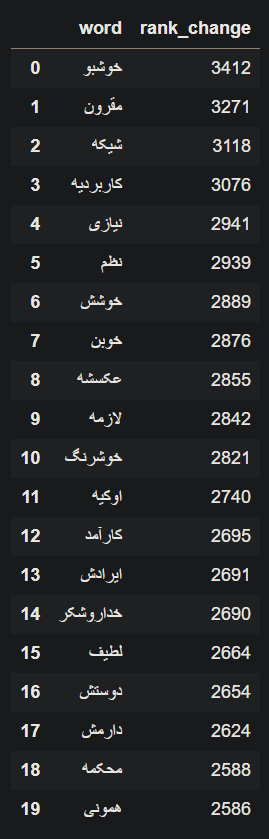 word rank_change
0 خوشبو 3412
1 مقرون 3271
2 شیکه 3118
3 کاربردیه 3076
4 نیازی 2941
5 نظم 2939
6 خوشش 2889
7 خوبن 2876
8 عکسشه 2855
9 لازمه 2842
10 خوشرنگ 2821
11 اوکیه 2740
12 کارآمد 2695
13 ایرادش 2691
14 خداروشکر 2690
15 لطیف 2664
16 دوستش 2654
17 دارمش 2624
18 محکمه 2588
19 همونی 2586